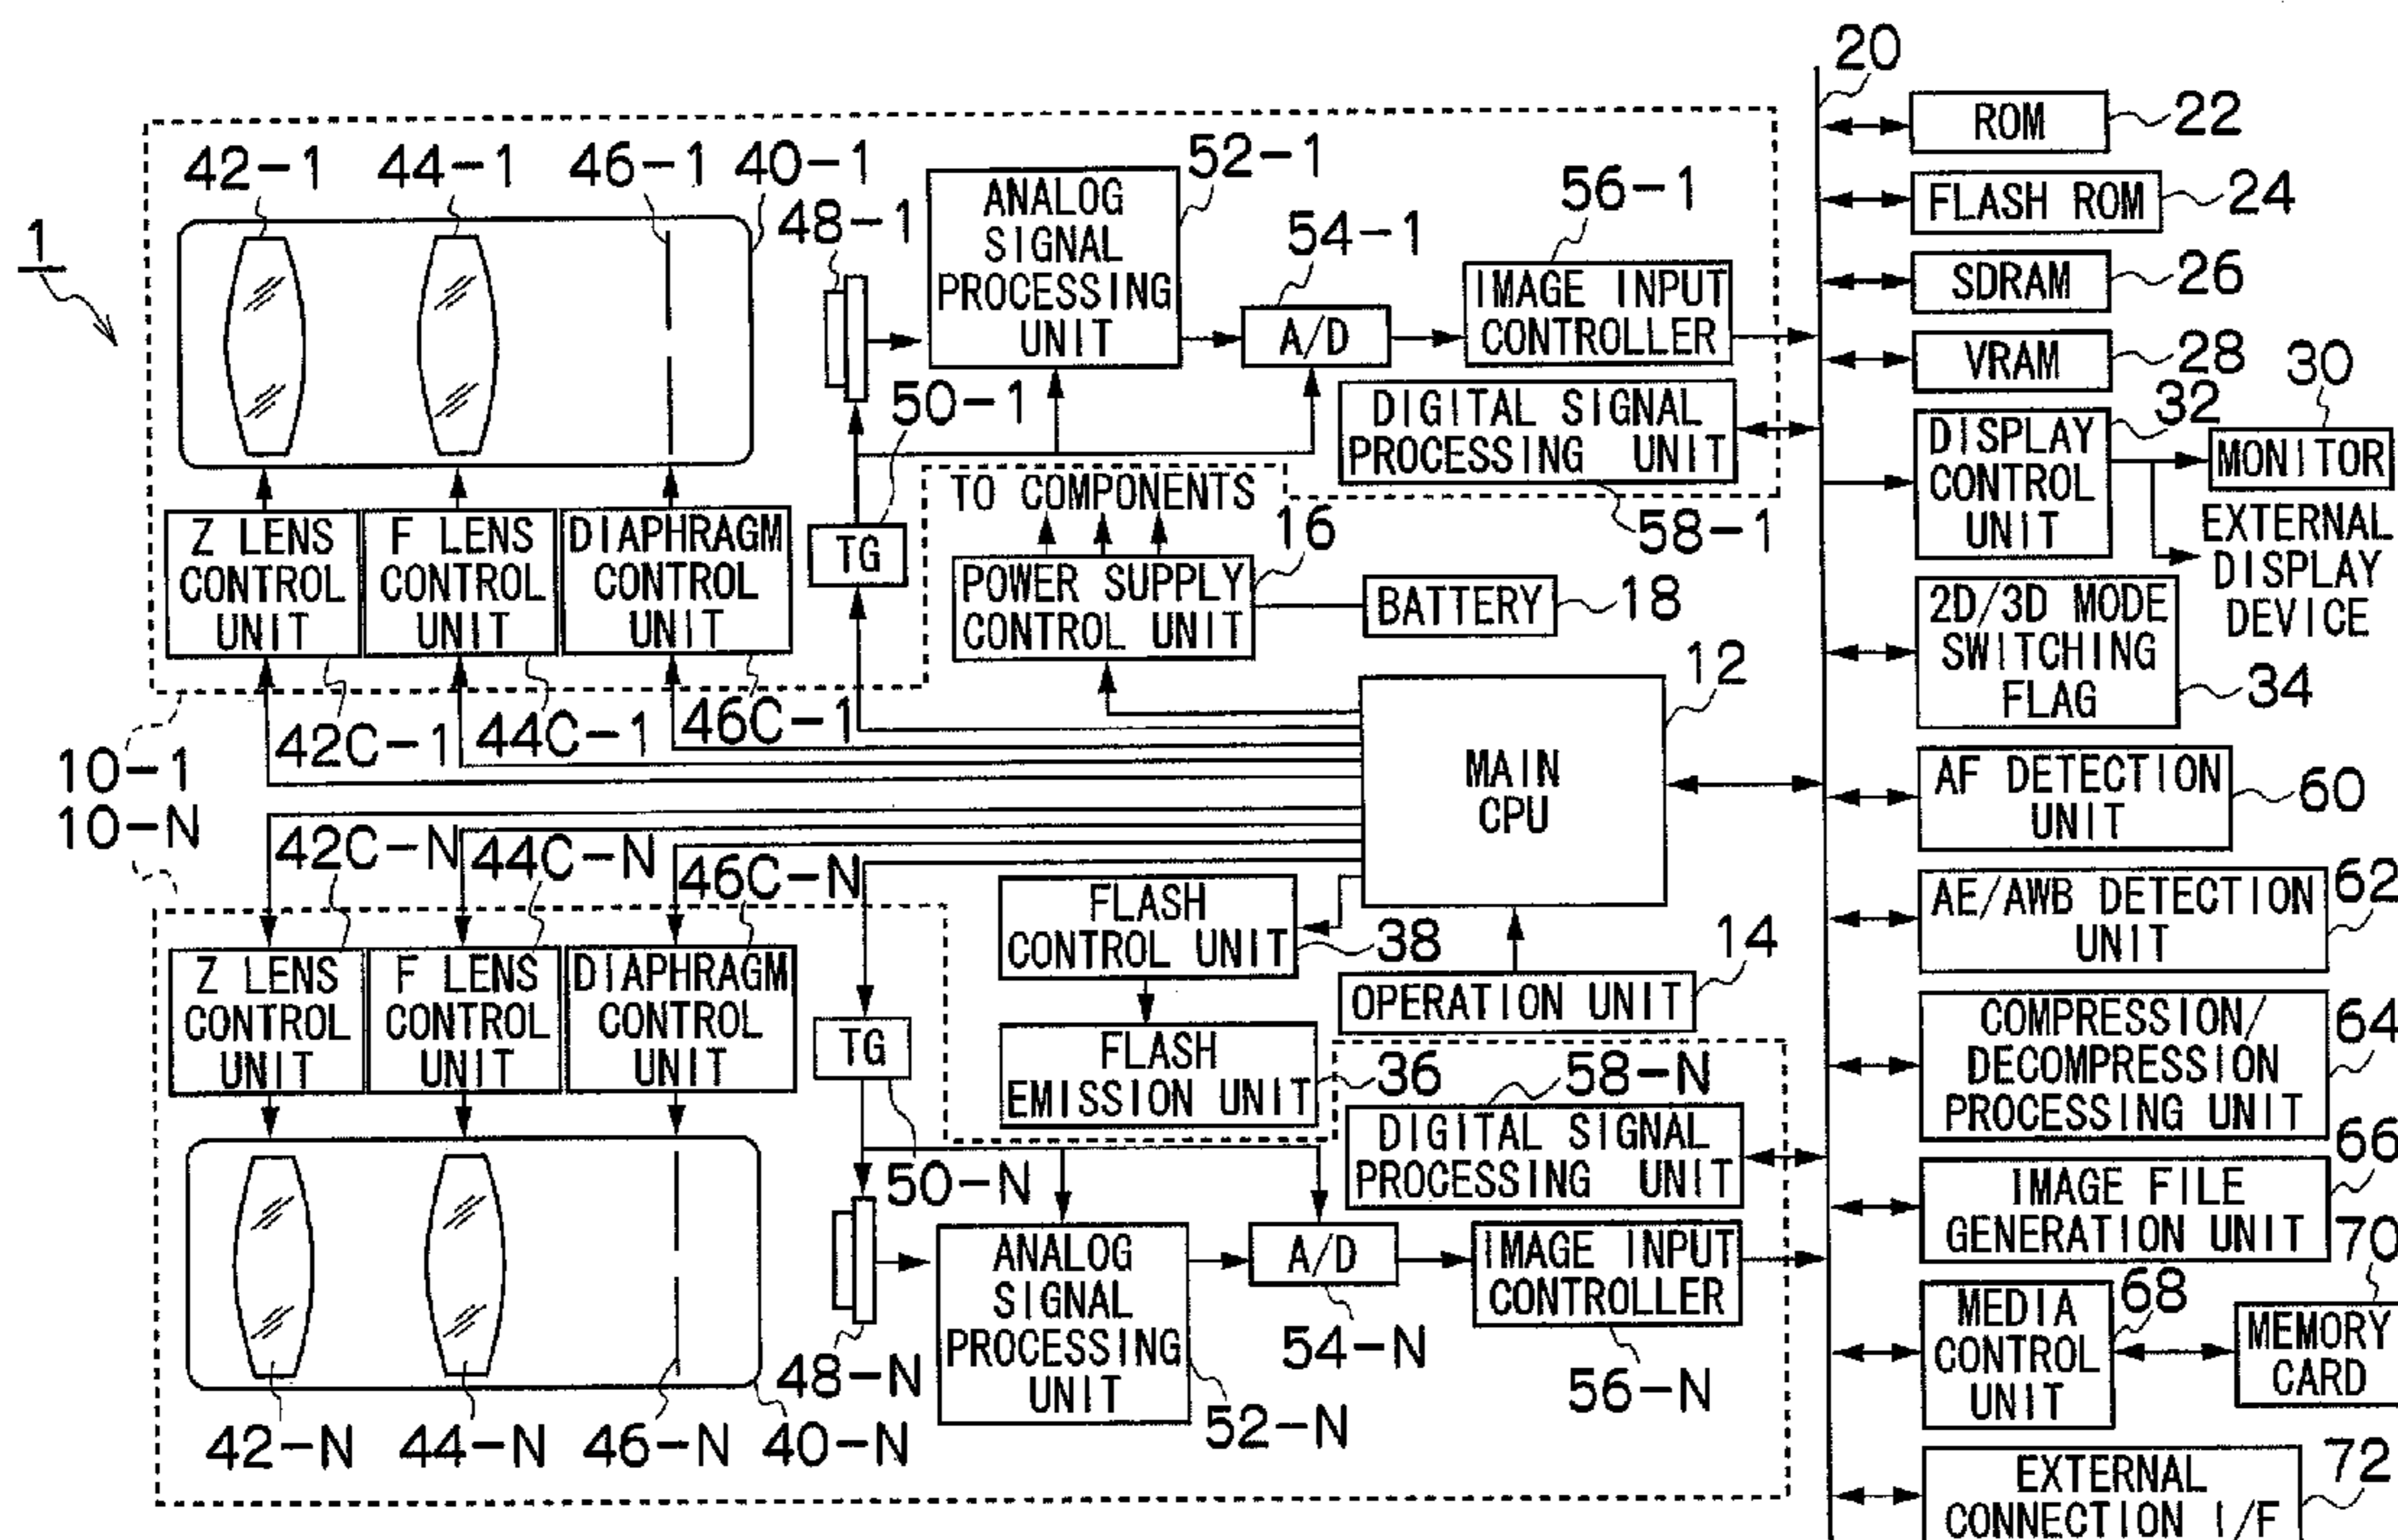 20
ROM
22
42-1
44-1
46-1
40-1
52-1
ANALOG
SIGNAL
PROCESSING
UNIT
56-1
FLASH ROM
24
48-1
54-1
1
SDRAM
26
IMAGE INPUT
CONTROLLER
A/D
VRAM
28
30
50-1
DIGITAL SIGNAL
PROCESSING UNIT
32
DISPLAY
CONTROL
UNIT
MONITOR
TO COMPONENTS
58-1
EXTERNAL
DISPLAY
DEVICE
Z LENS
CONTROL
UNIT
F LENS
CONTROL
UNIT
DIAPHRAGM
CONTROL
UNIT
TG
16
POWER SUPPLY
CONTROL UNIT
BATTERY
18
2D/3D MODE
SWITCHING
FLAG
34
12
42C-1
44C-1
46C-1
10-1
10-N
MAIN
CPU
AF DETECTION
UNIT
60
42C-N
44C-N
46C-N
FLASH
CONTROL UNIT
38
14
OPERATION UNIT
AE/AWB DETECTION
UNIT
62
Z LENS
CONTROL
UNIT
F LENS
CONTROL
UNIT
DIAPHRAGM
CONTROL
UNIT
TG
FLASH
EMISSION UNIT
36
58-N
COMPRESSION/
DECOMPRESSION
PROCESSING UNIT
64
DIGITAL SIGNAL
PROCESSING UNIT
50-N
66
IMAGE FILE
GENERATION UNIT
70
ANALOG
SIGNAL
PROCESSING
UNIT
A/D
IMAGE INPUT
CONTROLLER
48-N
54-N
56-N
MEDIA
CONTROL
UNIT
68
MEMORY
CARD
42-N
44-N
46-N
40-N
52-N
EXTERNAL
CONNECTION I/F
72